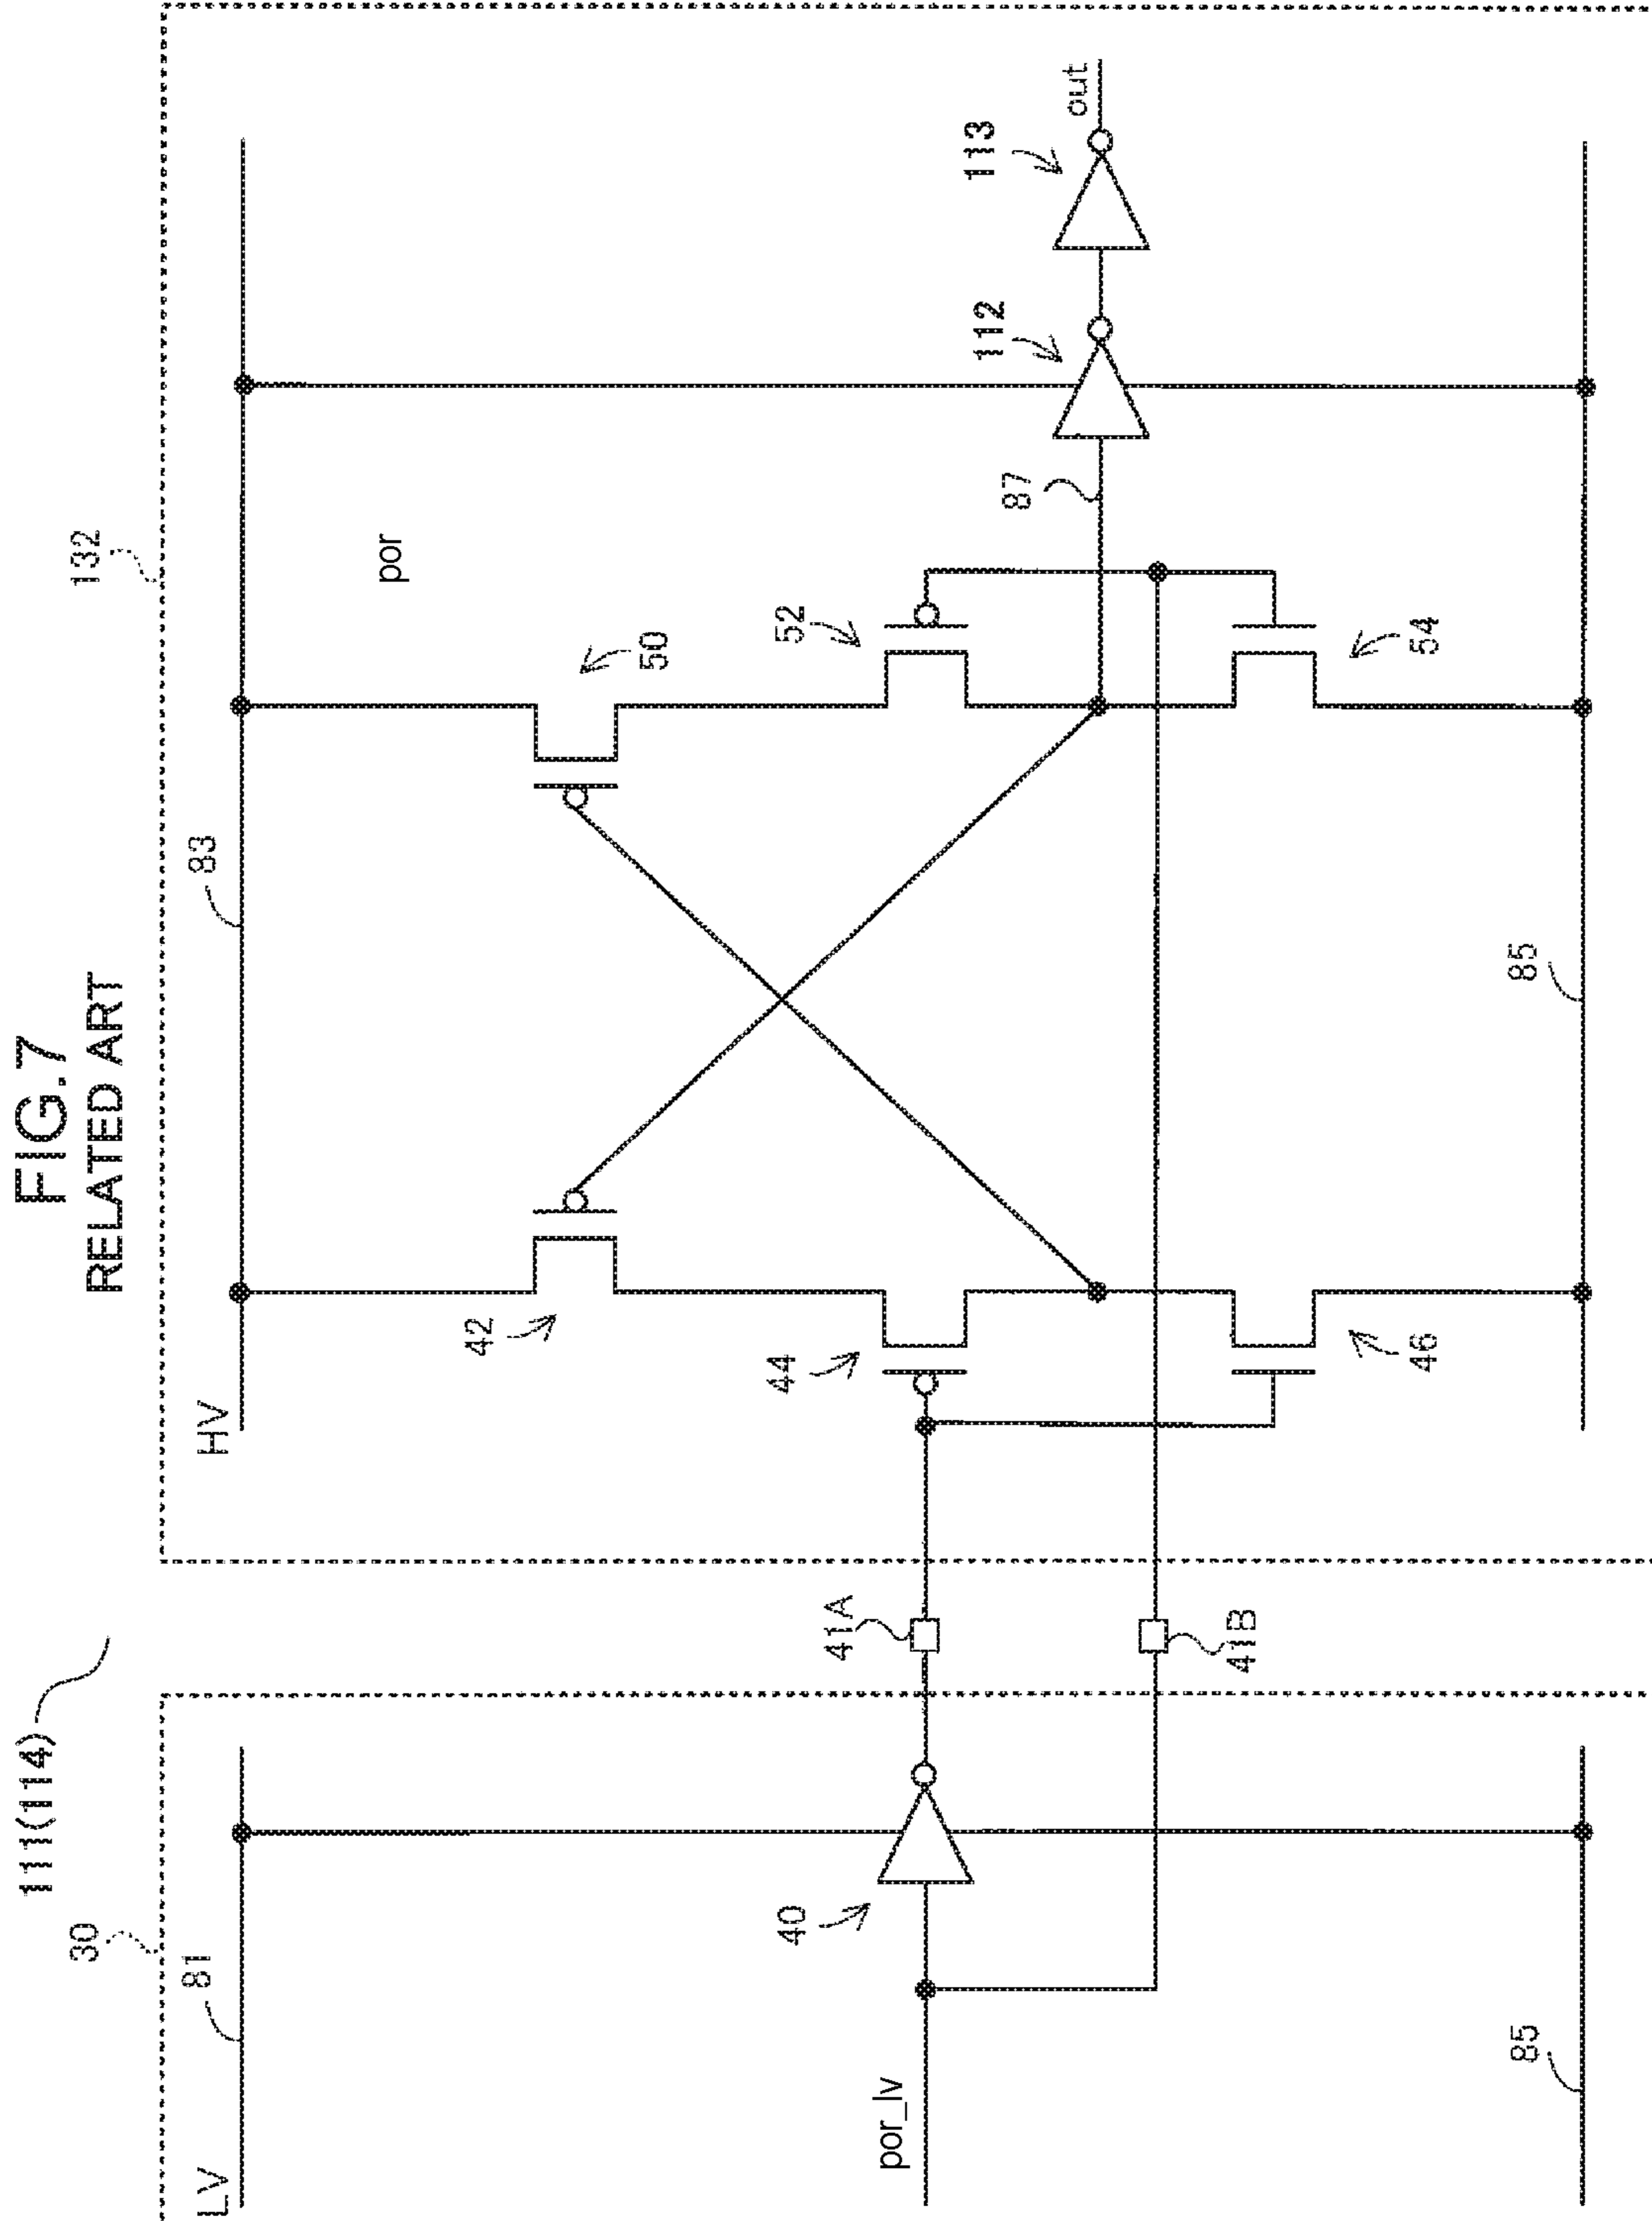 FIG.7
RELATED ART
111(114)
30
132
LV
81
HV
83
por
42
50
por_lv
40
41A
44
52
87
112
113
out
41B
46
54
85
85